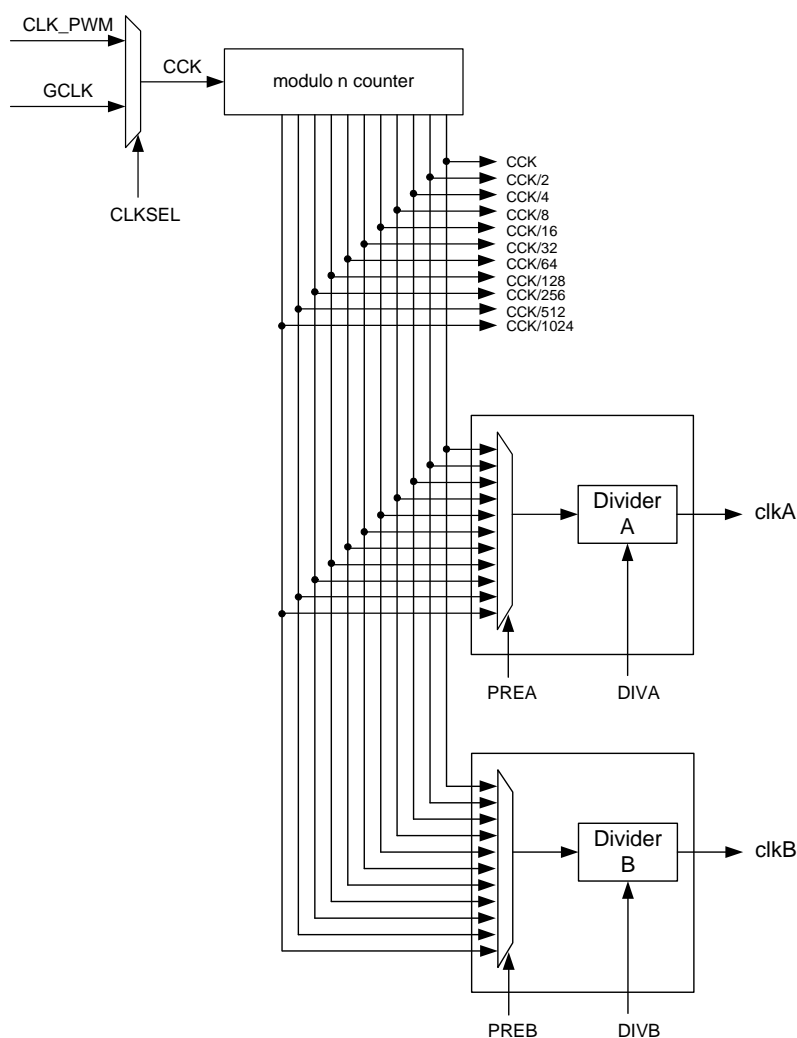 CLK_PWM
GCLK
CCK
modulo n counter
CLKSEL
CCK
CCK/2
CCK/4
CCK/8
CCK/16
CCK/32
CCK/64
CCK/128
CCK/256
CCK/512
CCK/1024
Divider
A
clkA
PREA
DIVA
Divider
B
clkB
PREB
DIVB